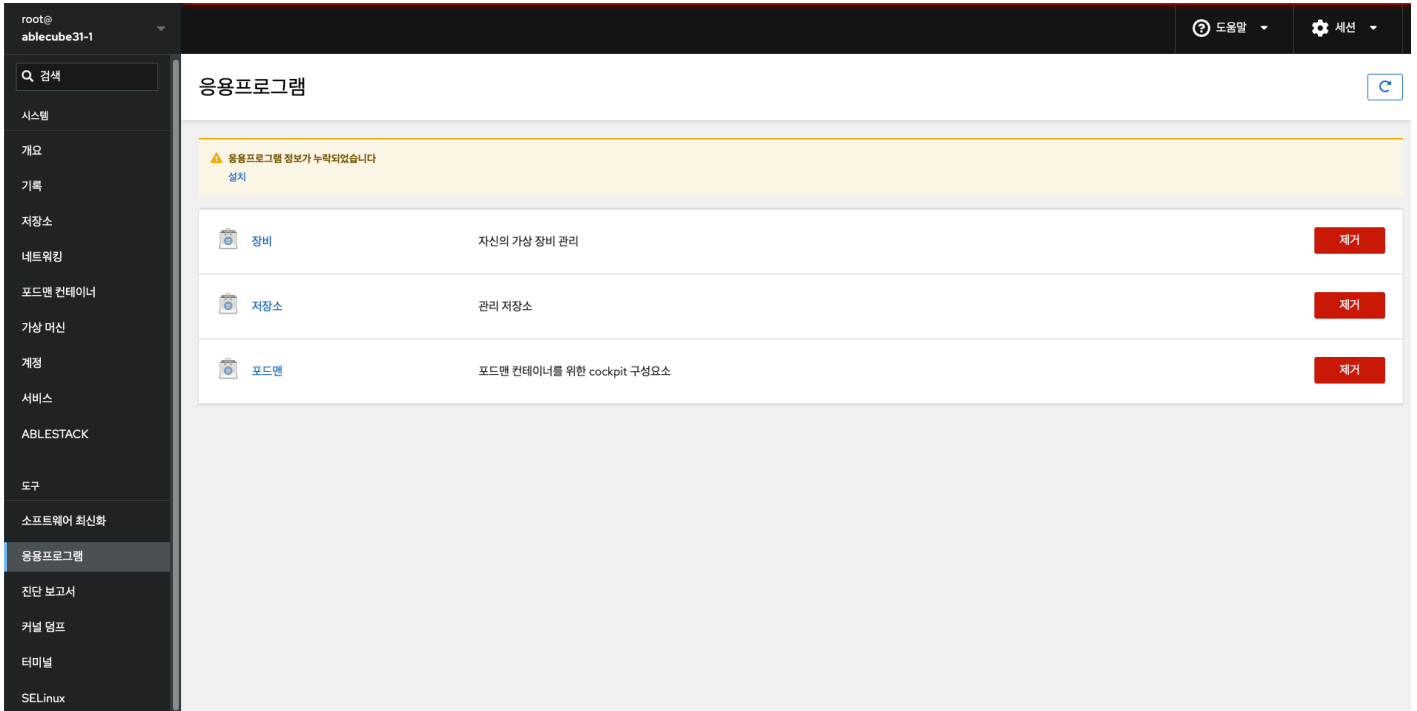 root@
ablecube31-1
도움말
세션
검색
시스템
개요
기록
저장소
네트워킹
포드맨 컨테이너
가상 머신
계정
서비스
ABLESTACK
도구
소프트웨어 최신화
응용프로그램
진단 보고서
커널 덤프
터미널
SELinux
응용프로그램
응용프로그램 정보가 누락되었습니다
설치
장비 자신의 가상 장비 관리 제거
저장소 관리 저장소 제거
포드맨 포드맨 컨테이너를 위한 cockpit 구성요소 제거